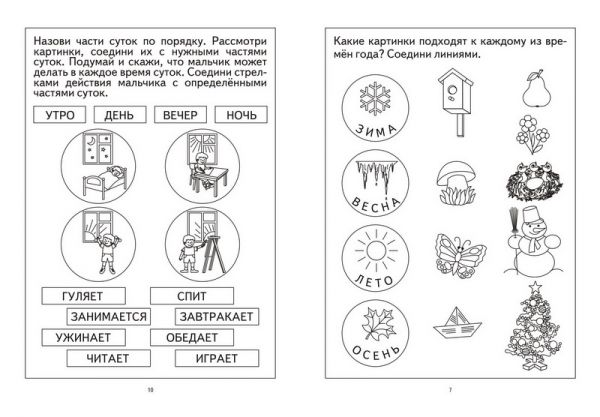 Назови части суток по порядку. Рассмотри
картинки, соедини их с нужными частями
суток. Подумай и скажи, что мальчик может
делать в каждое время суток. Соедини стрел-
ками действия мальчика с определёнными
частями суток.
УТРО ДЕНЬ ВЕЧЕР НОЧЬ
ГУЛЯЕТ СПИТ
ЗАНИМАЕТСЯ ЗАВТРАКАЕТ
УЖИНАЕТ ОБЕДАЕТ
ЧИТАЕТ ИГРАЕТ
10
Какие картинки подходят к каждому из вре-
мён года? Соедини линиями.
ЗИМА
ВЕСНА
ЛЕТО
ОСЕНЬ
7